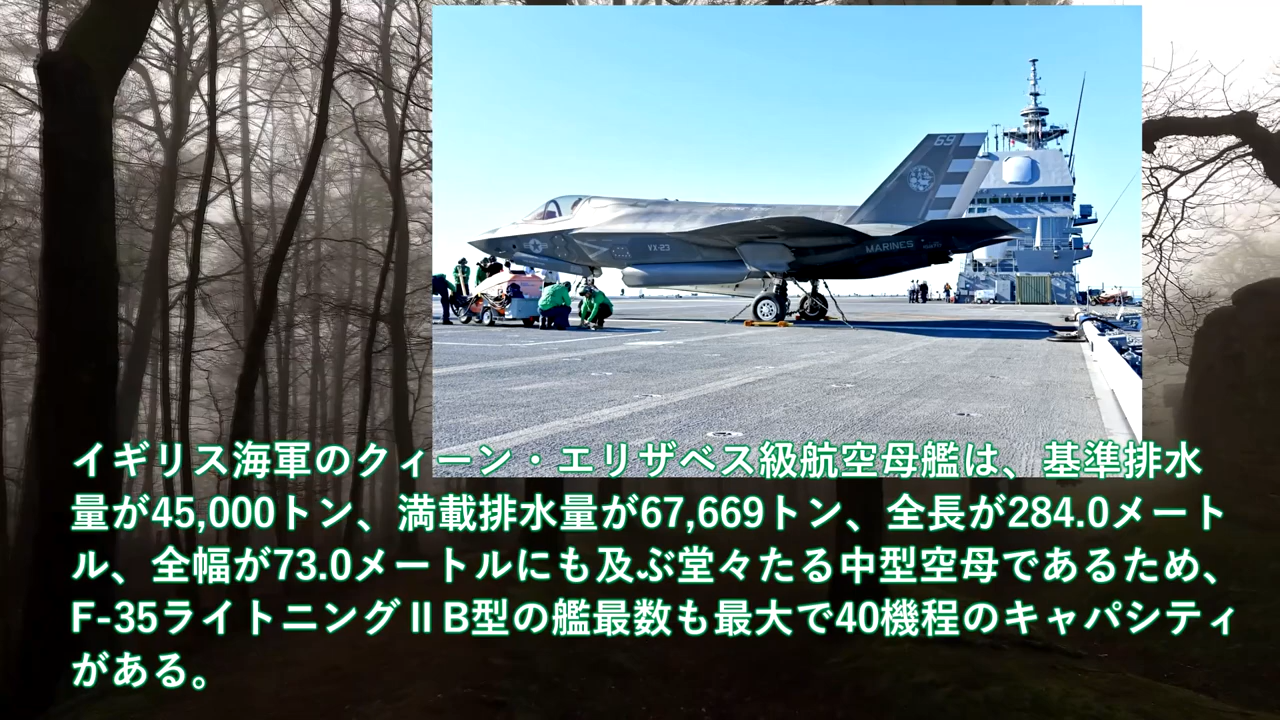 69
VX-23
MARINES
イギリス海軍のクィーン・エリザベス級航空母艦は、基準排水
量が45,000トン、満載排水量が67,669トン、全長が284.0メート
ル、全幅が73.0メートルにも及ぶ堂々たる中型空母であるため、
F-35ライトニングⅡB型の艦最数も最大で40機程のキャパシティ
がある。